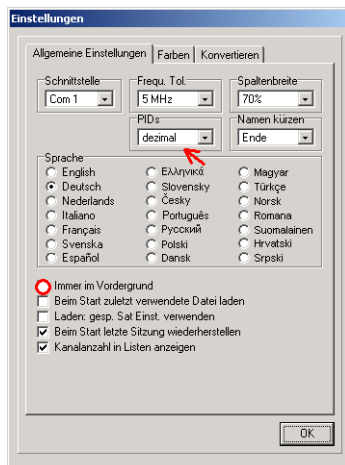 Einstellungen
Allgemeine Einstellungen Farben Konvertieren
Schnittstelle Frequ. Tol. Spaltenbreite
Com 1 5 MHz 70%
PIDs Namen kürzen
dezimal Ende
Sprache
English Ελληνικά Magyar
Deutsch Slovensky Türkçe
Nederlands Česky Norsk
Italiano Português Romana
Français Русский Suomalainen
Svenska Polski Hrvatski
Español Dansk Srpski
Immer im Vordergrund
Beim Start zuletzt verwendete Datei laden
Laden: gesp. Sat Einst. verwenden
Beim Start letzte Sitzung wiederherstellen
Kanalanzahl in Listen anzeigen
OK